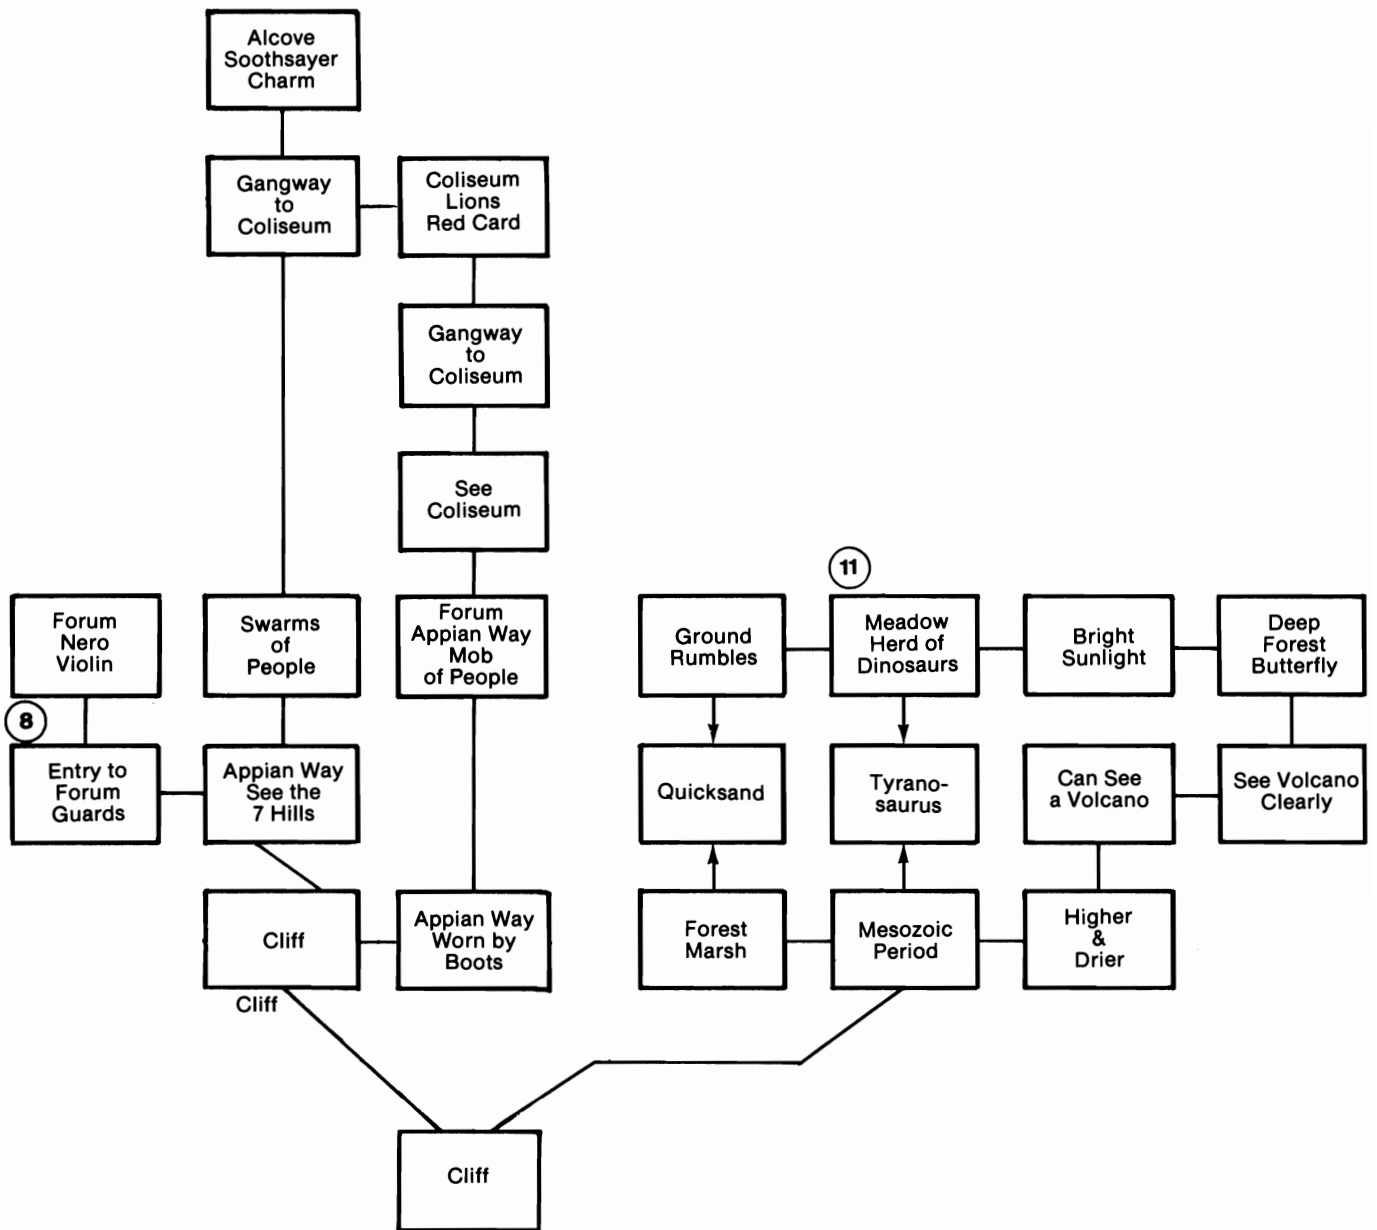 Alcove
Soothsayer
Charm
Gangway
to
Coliseum
Coliseum
Lions
Red Card
Gangway
to
Coliseum
See
Coliseum
11
Forum
Nero
Violin
Swarms
of
People
Forum
Appian Way
Mob
of People
Ground
Rumbles
Meadow
Herd of
Dinosaurs
Bright
Sunlight
Deep
Forest
Butterfly
8
Entry to
Forum
Guards
Appian Way
See the
7 Hills
Quicksand
Tyrano-
saurus
Can See
a Volcano
See Volcano
Clearly
Cliff
Appian Way
Worn by
Boots
Forest
Marsh
Mesozoic
Period
Higher
&
Drier
Cliff
Cliff